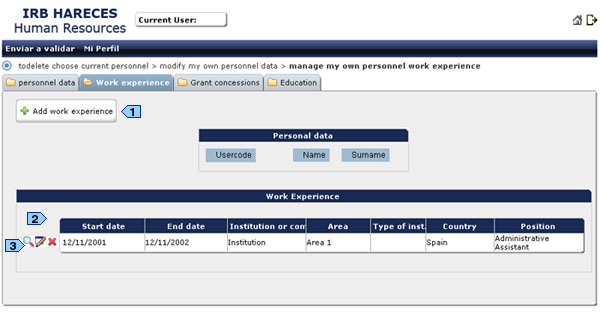 IRB HARECES
Human Resources
Current User:
Enviar a validar Mi Perfil
todelete choose current personnel > modify my own personnel data > manage my own personnel work experience
personnel data Work experience Grant concessions Education
Add work experience 1
Personal data
Usercode Name Surname
Work Experience
2
Start date End date Institution or com Area Type of inst. Country Position
3 12/11/2001 12/11/2002 Institution Area 1 Spain Administrative
Assistant